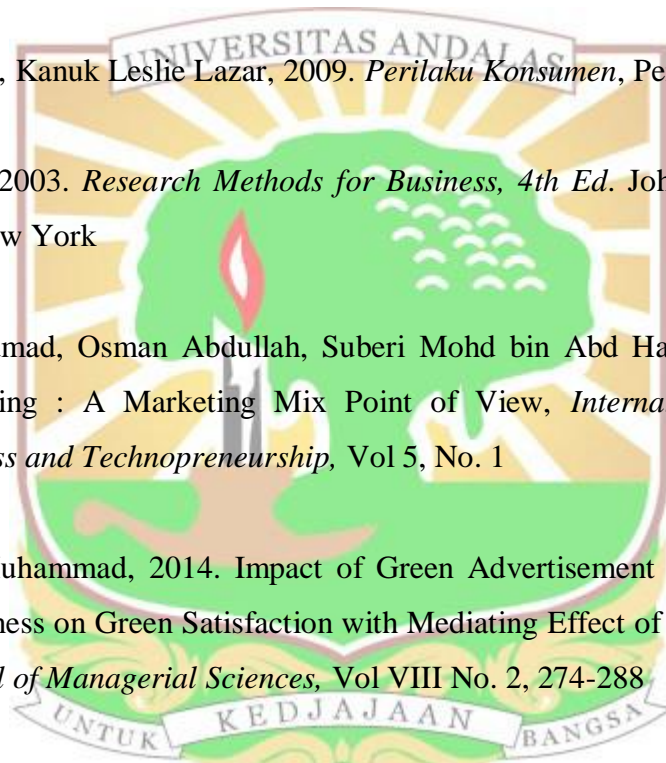 UNIVERSITAS ANDALAS
, Kanuk Leslie Lazar, 2009. Perilaku Konsumen, Pe
2003. Research Methods for Business, 4th Ed. Joh
w York
mad, Osman Abdullah, Suberi Mohd bin Abd Ha
ing : A Marketing Mix Point of View, Interna
ss and Technopreneurship, Vol 5, No. 1
uhammad, 2014. Impact of Green Advertisement
ness on Green Satisfaction with Mediating Effect of
l of Managerial Sciences, Vol VIII No. 2, 274-288
UNTUK KEDJAJAAN BANGSA